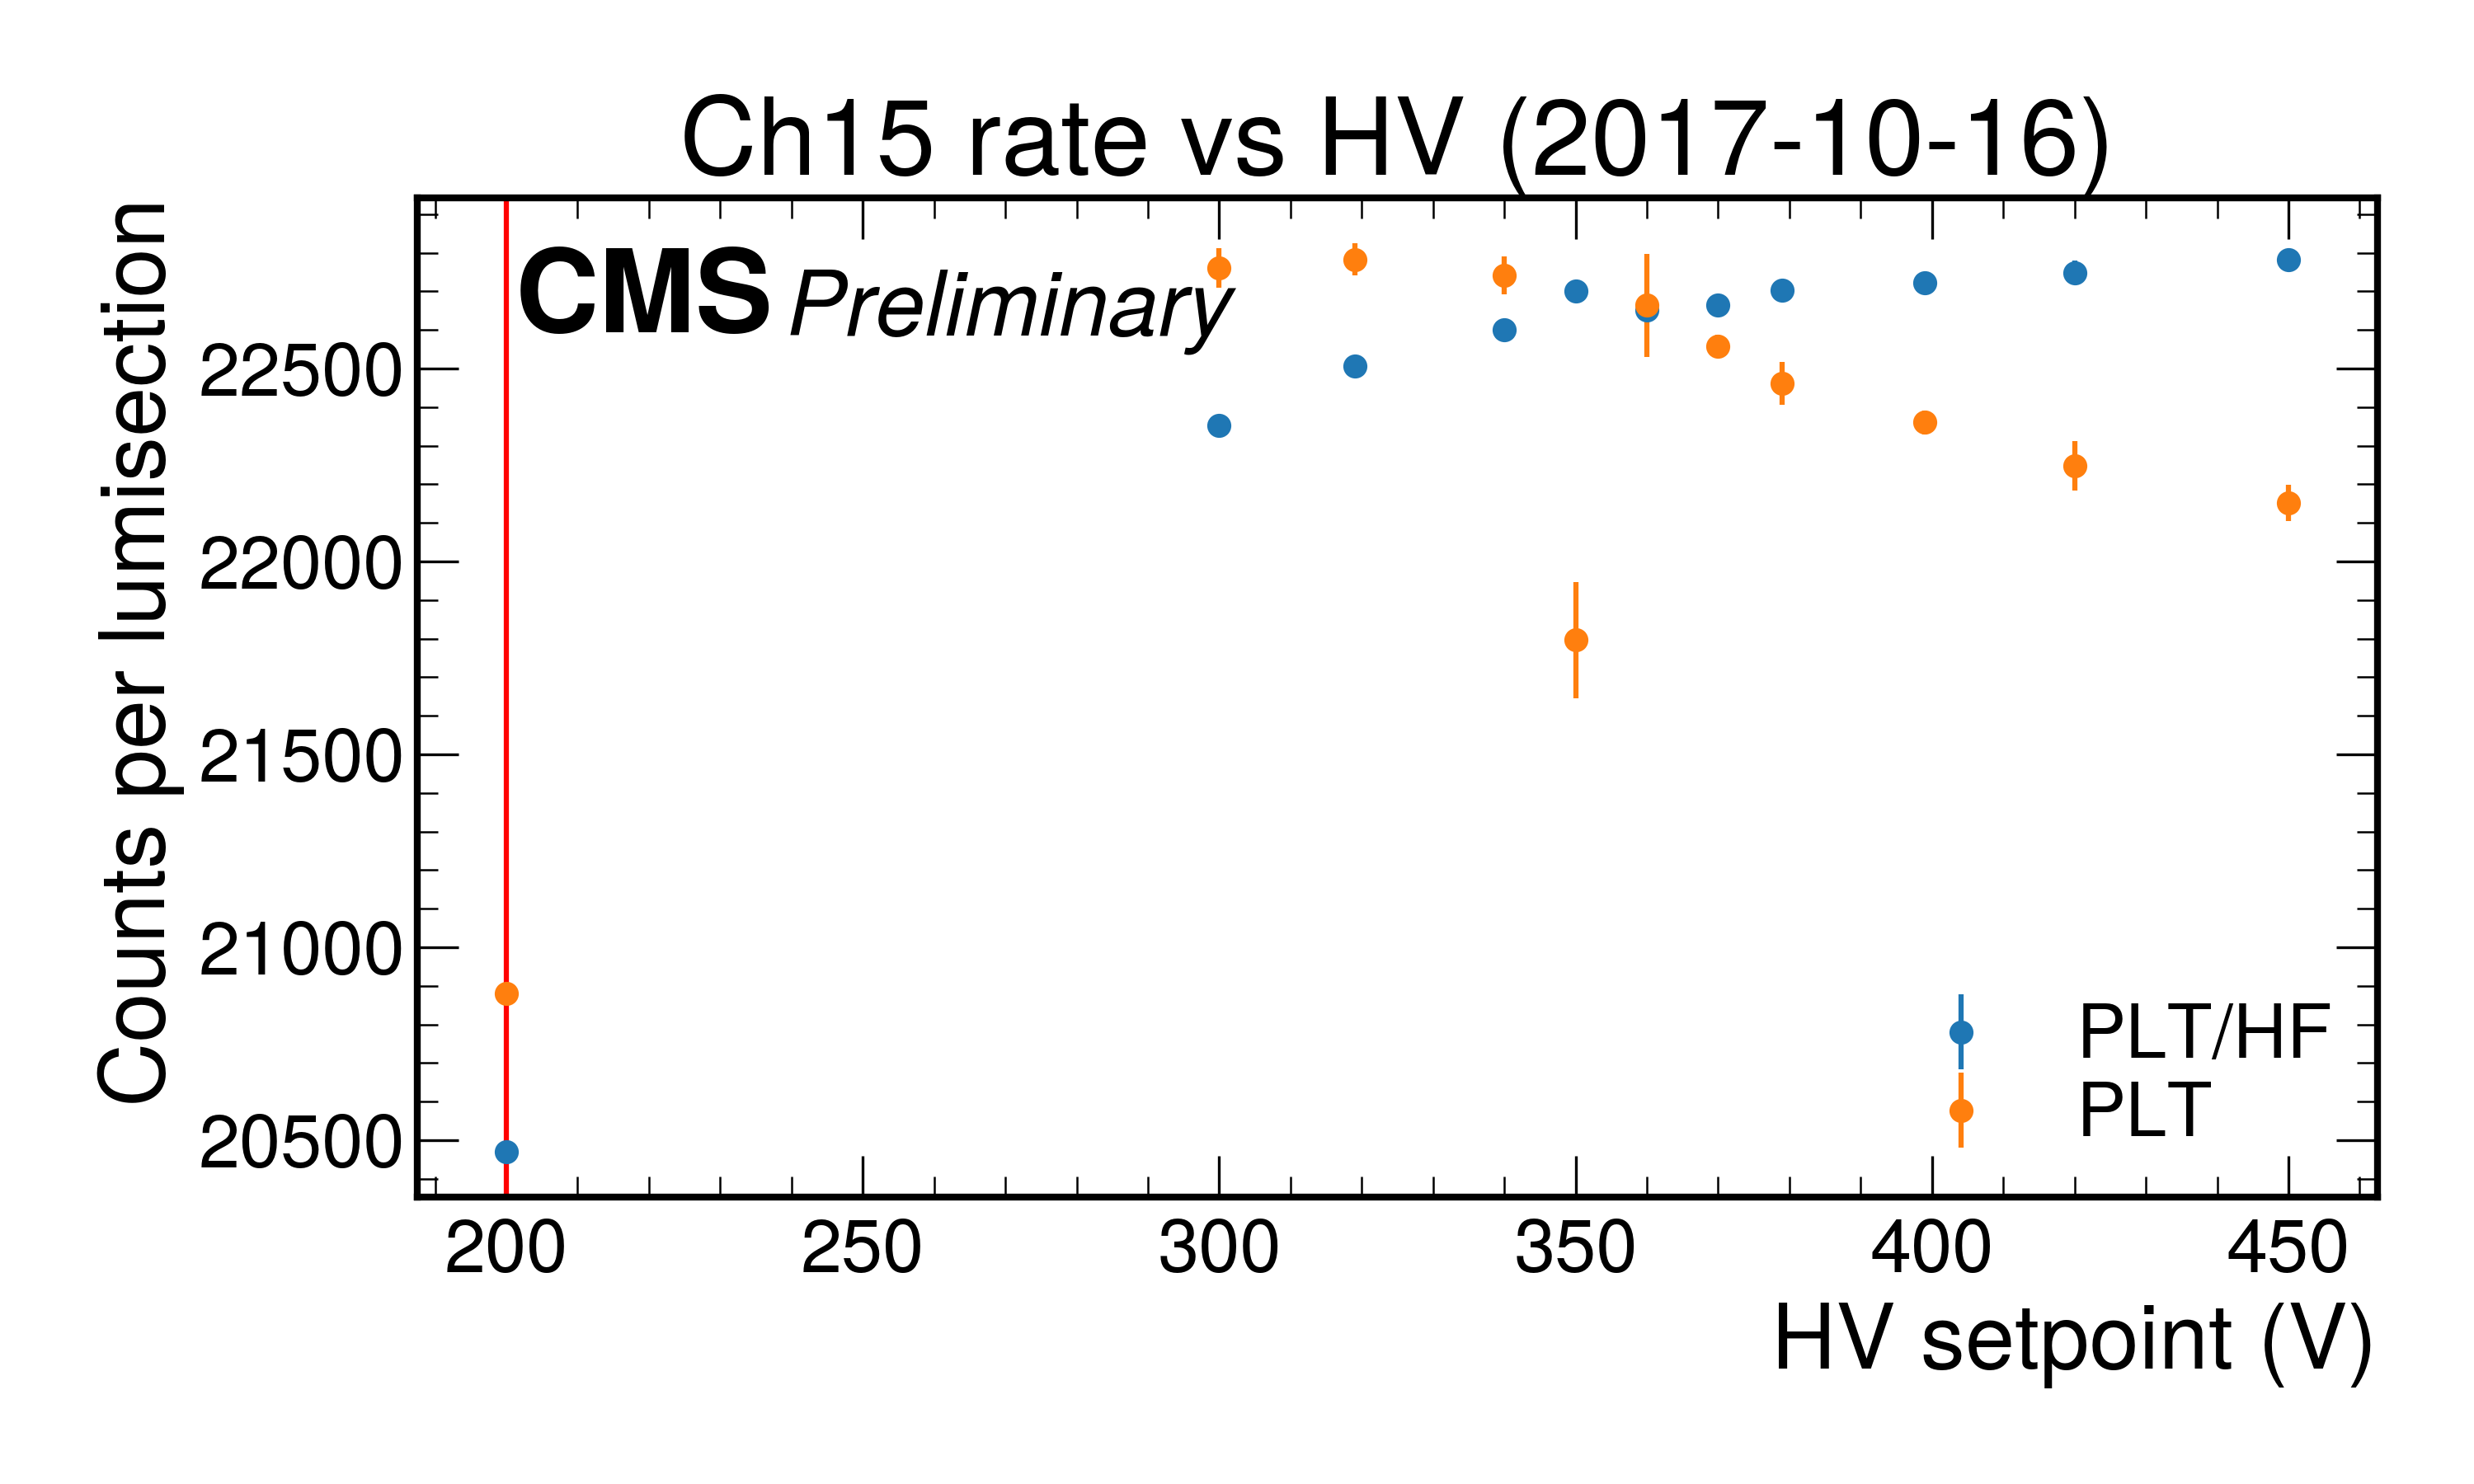 Ch15 rate vs HV (2017-10-16)
CMS Preliminary
Counts per lumisection
22500
22000
21500
21000
20500
PLT/HF
PLT
200 250 300 350 400 450
HV setpoint (V)